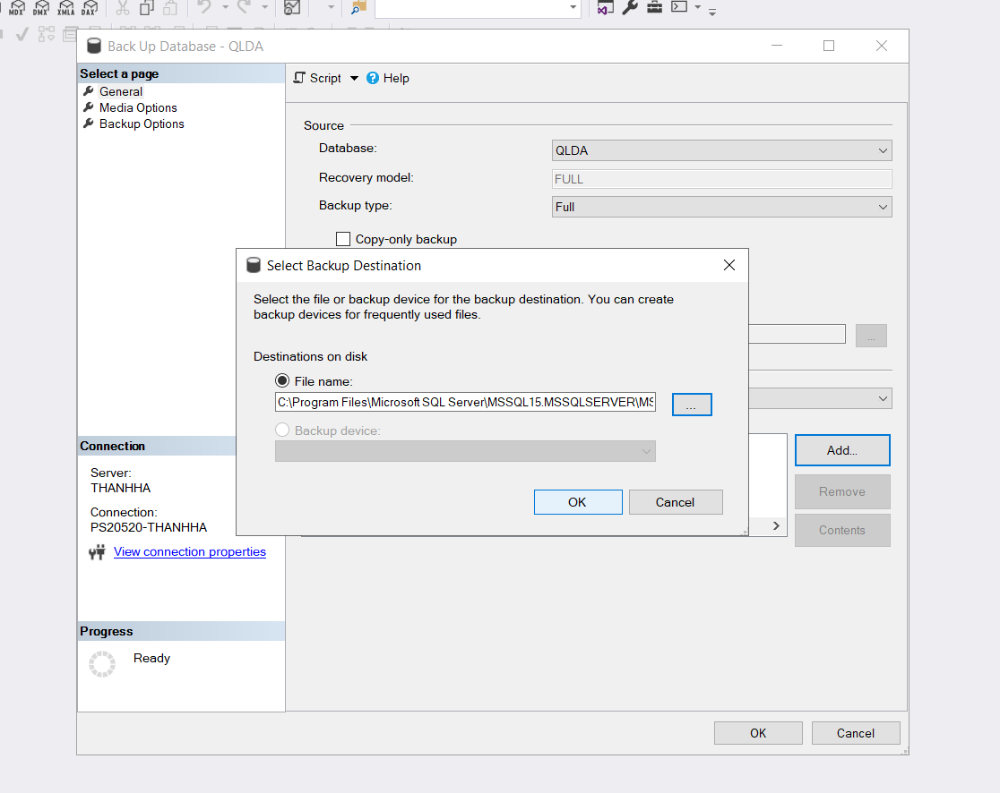 MDX DMX XMLA DAX
Back Up Database - QLDA
Select a page
General
Media Options
Backup Options
Script
Help
Source
Database:
QLDA
Recovery model:
FULL
Backup type:
Full
Copy-only backup
Select Backup Destination
Select the file or backup device for the backup destination. You can create
backup devices for frequently used files.
Destinations on disk
File name:
C:\Program Files\Microsoft SQL Server\MSSQL15.MSSQLSERVER\MS
...
Backup device:
OK
Cancel
...
Add...
Remove
Contents
Connection
Server:
THANHHA
Connection:
PS20520-THANHHA
View connection properties
Progress
Ready
OK
Cancel